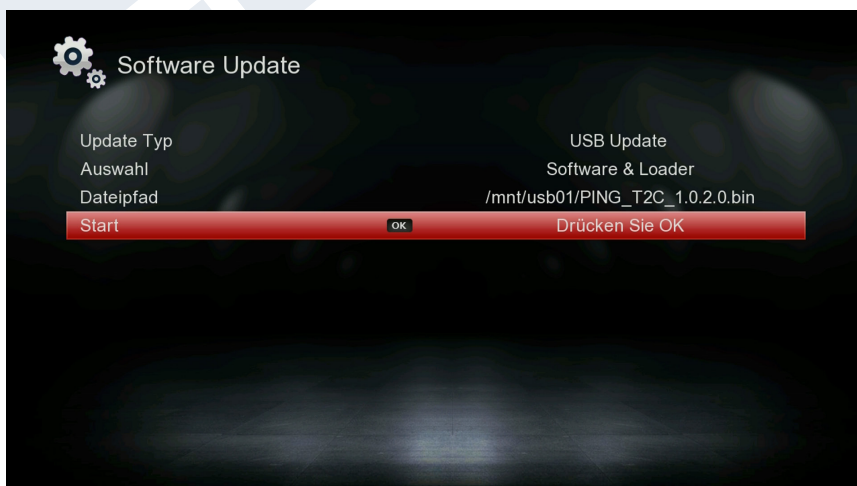 Software Update
Update Typ USB Update
Auswahl Software & Loader
Dateipfad /mnt/usb01/PING_T2C_1.0.2.0.bin
Start OK Drücken Sie OK